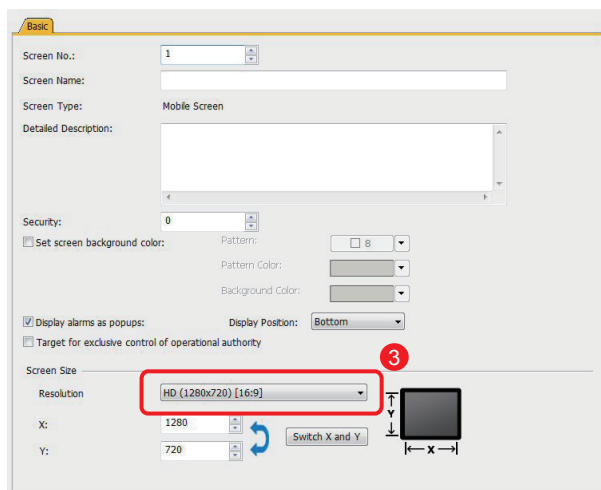 Basic
Screen No.: 1
Screen Name:
Screen Type: Mobile Screen
Detailed Description:
Security: 0
Set screen background color: Pattern: 8
Pattern Color:
Background Color:
Display alarms as popups: Display Position: Bottom
Target for exclusive control of operational authority
3
Screen Size
Resolution HD (1280x720) [16:9]
X: 1280
Switch X and Y
Y: 720
Y
X